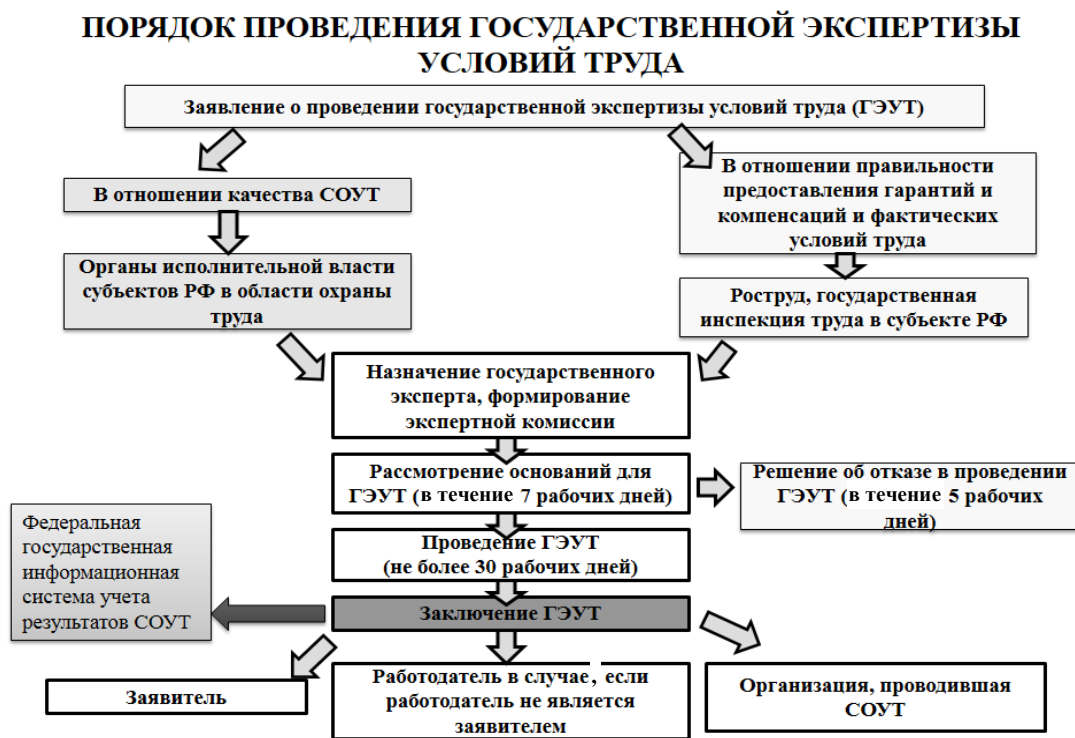 ПОРЯДОК ПРОВЕДЕНИЯ ГОСУДАРСТВЕННОЙ ЭКСПЕРТИЗЫ
УСЛОВИЙ ТРУДА
Заявление о проведении государственной экспертизы условий труда (ГЭУТ)
В отношении качества СОУТ
В отношении правильности
предоставления гарантий и
компенсаций и фактических
условий труда
Органы исполнительной власти
субъектов РФ в области охраны
труда
Роструд, государственная
инспекция труда в субъекте РФ
Назначение государственного
эксперта, формирование
экспертной комиссии
Рассмотрение оснований для
ГЭУТ (в течение 7 рабочих дней)
Решение об отказе в проведении
ГЭУТ (в течение 5 рабочих
дней)
Проведение ГЭУТ
(не более 30 рабочих дней)
Федеральная
государственная
информационная
система учета
результатов СОУТ
Заключение ГЭУТ
Заявитель
Работодатель в случае, если
работодатель не является
заявителем
Организация, проводившая
СОУТ